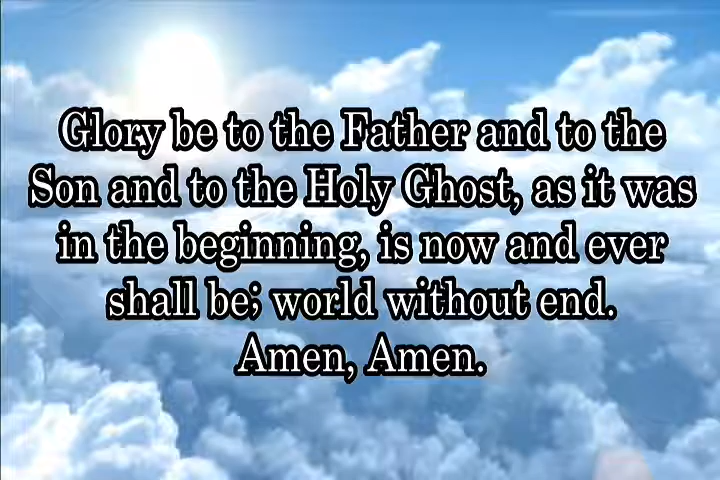 Glory be to the Father and to the
Son and to the Holy Ghost, as it was
in the beginning, is now and ever
shall be; world without end.
Amen, Amen.